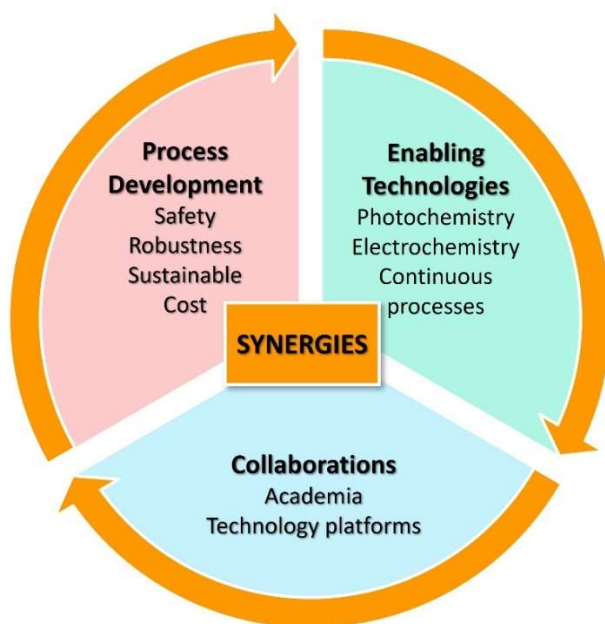 Process
Development
Safety
Robustness
Sustainable
Cost
Enabling
Technologies
Photochemistry
Electrochemistry
Continuous
processes
SYNERGIES
Collaborations
Academia
Technology platforms